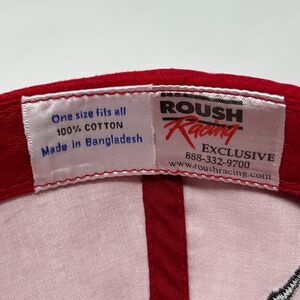 One size fits all
100% COTTON
Made in Bangladesh
ROUSH
Racing
EXCLUSIVE
888-332-9700
www.roushracing.com